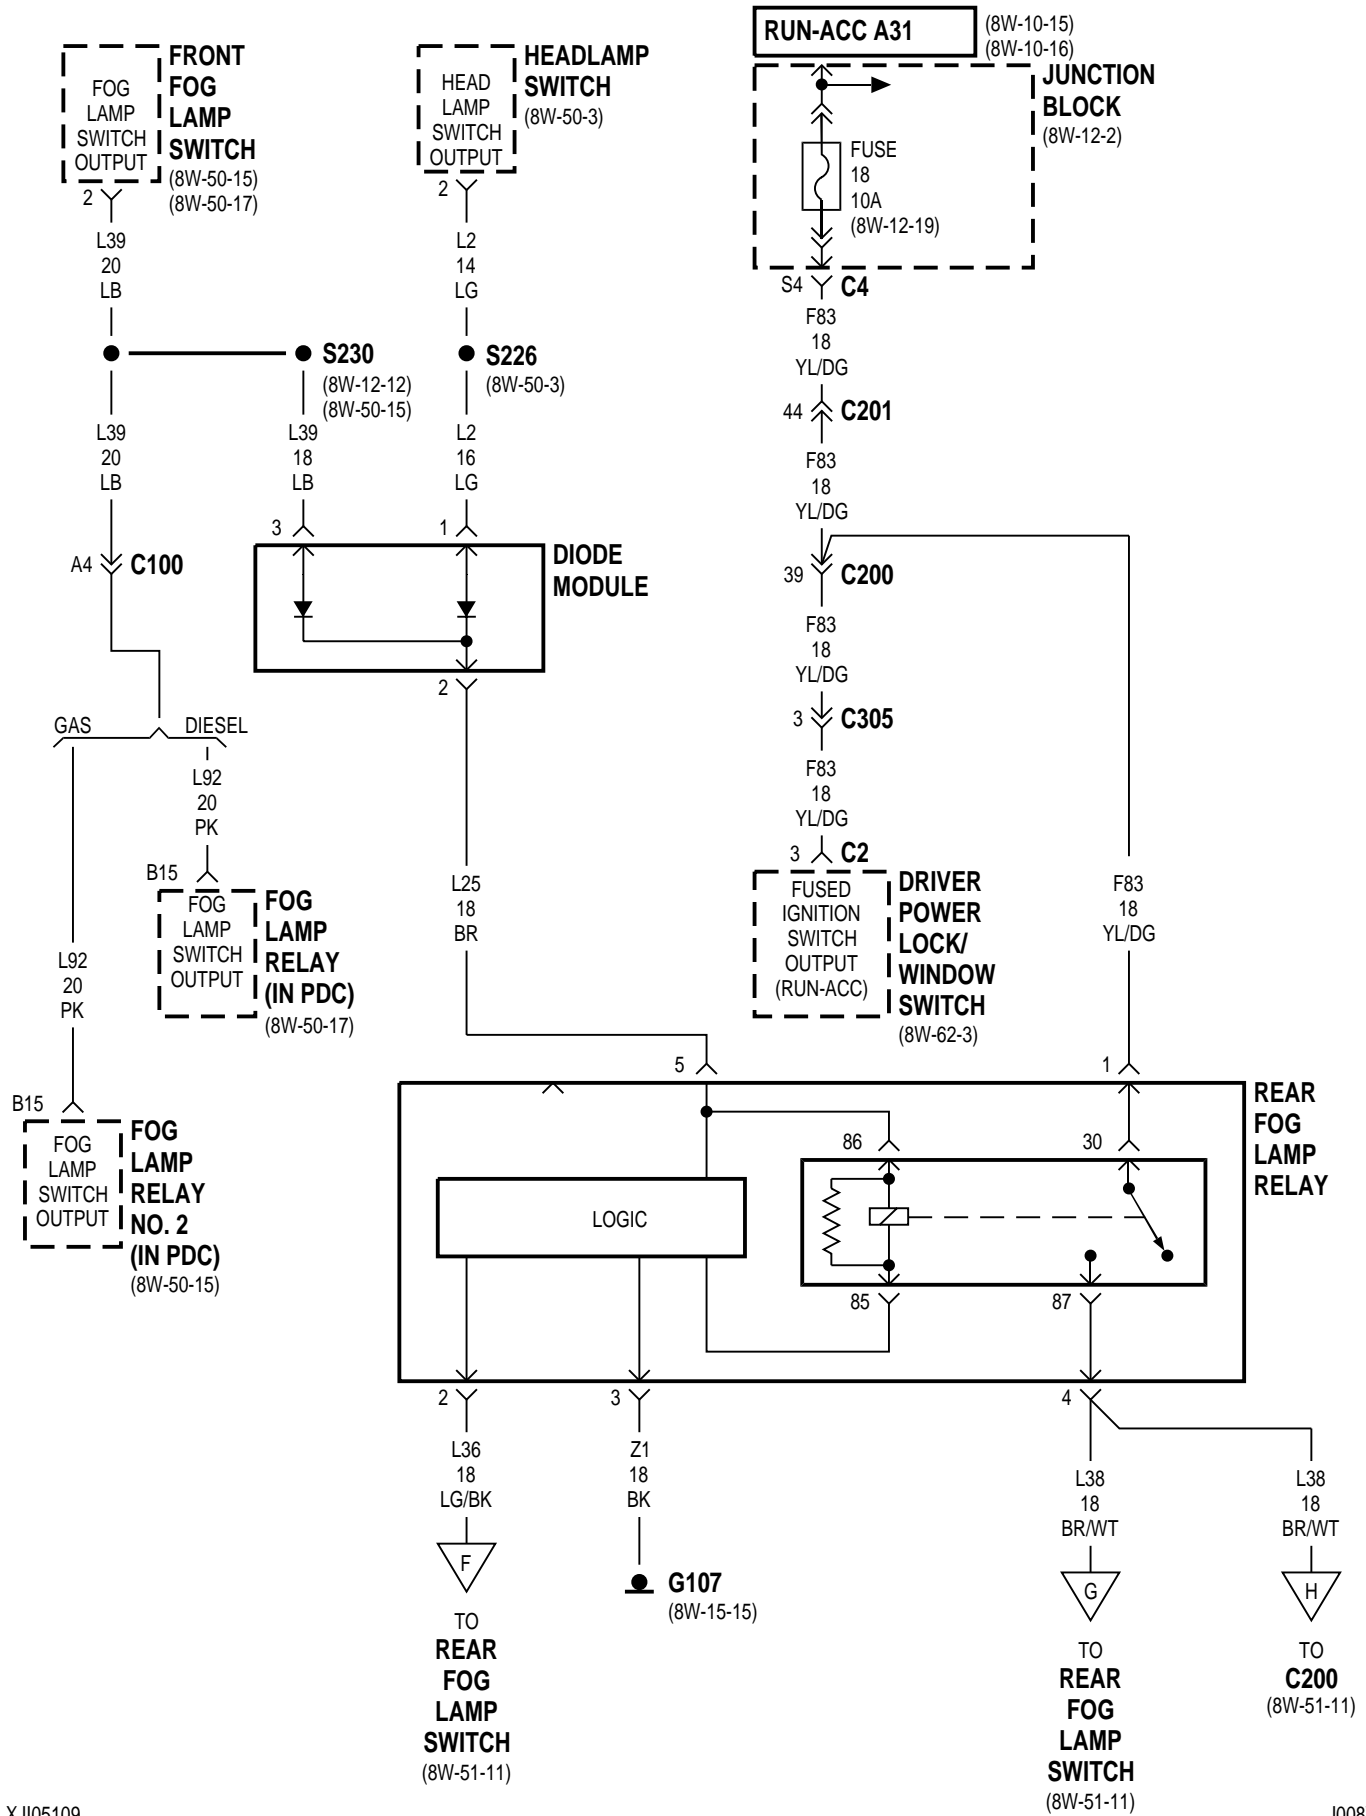 RUN-ACC A31
(8W-10-15)
(8W-10-16)
FRONT
FOG
LAMP
SWITCH
(8W-50-15)
(8W-50-17)
FOG
LAMP
SWITCH
OUTPUT
2
L39
20
LB
HEADLAMP
SWITCH
(8W-50-3)
HEAD
LAMP
SWITCH
OUTPUT
2
L2
14
LG
JUNCTION
BLOCK
(8W-12-2)
FUSE
18
10A
(8W-12-19)
S4
C4
F83
18
YL/DG
S230
(8W-12-12)
(8W-50-15)
S226
(8W-50-3)
44
C201
L39
20
LB
L39
18
LB
L2
16
LG
F83
18
YL/DG
3
1
DIODE
MODULE
A4
C100
39
C200
F83
18
YL/DG
2
GAS
DIESEL
3
C305
L92
20
PK
F83
18
YL/DG
B15
FOG
LAMP
SWITCH
OUTPUT
FOG
LAMP
RELAY
(IN PDC)
(8W-50-17)
L25
18
BR
3
C2
FUSED
IGNITION
SWITCH
OUTPUT
(RUN-ACC)
DRIVER
POWER
LOCK/
WINDOW
SWITCH
(8W-62-3)
F83
18
YL/DG
L92
20
PK
B15
FOG
LAMP
SWITCH
OUTPUT
FOG
LAMP
RELAY
NO. 2
(IN PDC)
(8W-50-15)
5
1
REAR
FOG
LAMP
RELAY
86
30
LOGIC
85
87
2
3
4
L36
18
LG/BK
Z1
18
BK
L38
18
BR/WT
L38
18
BR/WT
F
G107
(8W-15-15)
G
H
TO
REAR
FOG
LAMP
SWITCH
(8W-51-11)
TO
REAR
FOG
LAMP
SWITCH
(8W-51-11)
TO
C200
(8W-51-11)